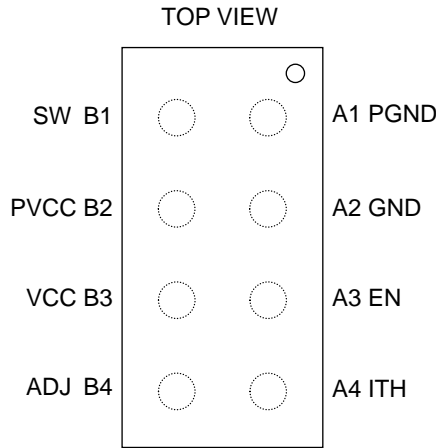 TOP VIEW
SW B1 A1 PGND
PVCC B2 A2 GND
VCC B3 A3 EN
ADJ B4 A4 ITH